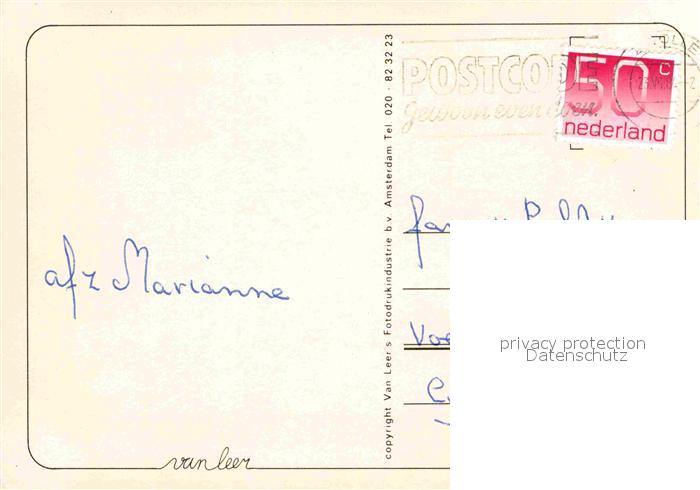 POSTCODE
Gewoon even doen.
50 c
nederland
afz Marianne
copyright Van Leer's Fotodrukindustrie b.v. Amsterdam Tel. 020 - 82 32 23
privacy protection
Datenschutz
van leer